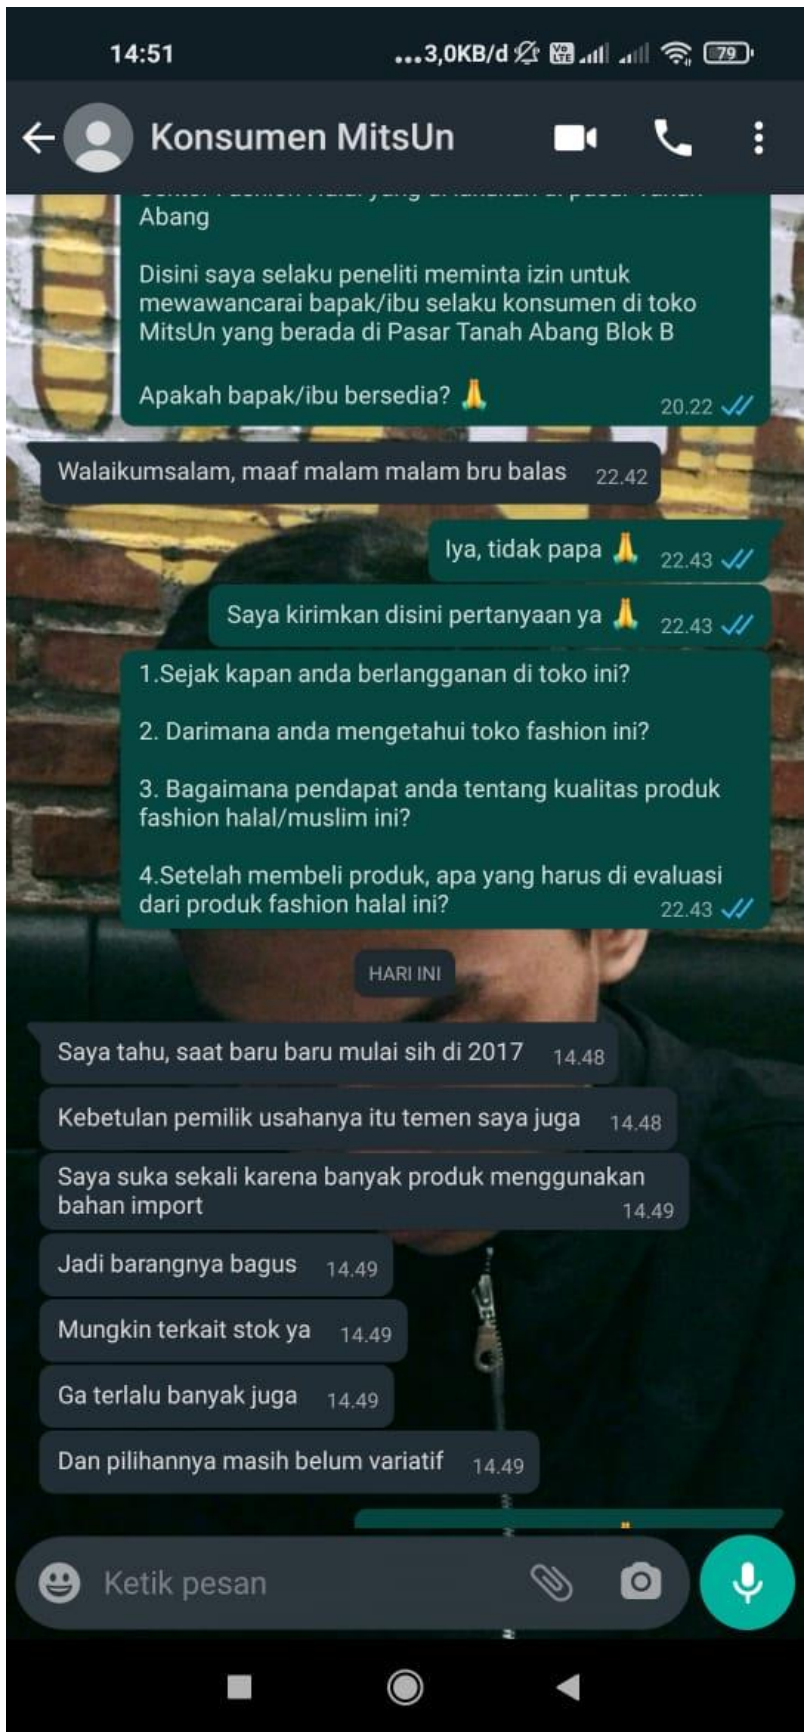 14:51
...3,0KB/d Vo LTE 79
Konsumen MitsUn
Abang
Disini saya selaku peneliti meminta izin untuk
mewawancarai bapak/ibu selaku konsumen di toko
MitsUn yang berada di Pasar Tanah Abang Blok B
Apakah bapak/ibu bersedia? 🙏
20.22
Walaikumsalam, maaf malam malam bru balas 22.42
Iya, tidak papa 🙏 22.43
Saya kirimkan disini pertanyaan ya 🙏 22.43
1.Sejak kapan anda berlangganan di toko ini?
2. Darimana anda mengetahui toko fashion ini?
3. Bagaimana pendapat anda tentang kualitas produk
fashion halal/muslim ini?
4.Setelah membeli produk, apa yang harus di evaluasi
dari produk fashion halal ini? 22.43
HARI INI
Saya tahu, saat baru baru mulai sih di 2017 14.48
Kebetulan pemilik usahanya itu temen saya juga 14.48
Saya suka sekali karena banyak produk menggunakan
bahan import 14.49
Jadi barangnya bagus 14.49
Mungkin terkait stok ya 14.49
Ga terlalu banyak juga 14.49
Dan pilihannya masih belum variatif 14.49
Ketik pesan